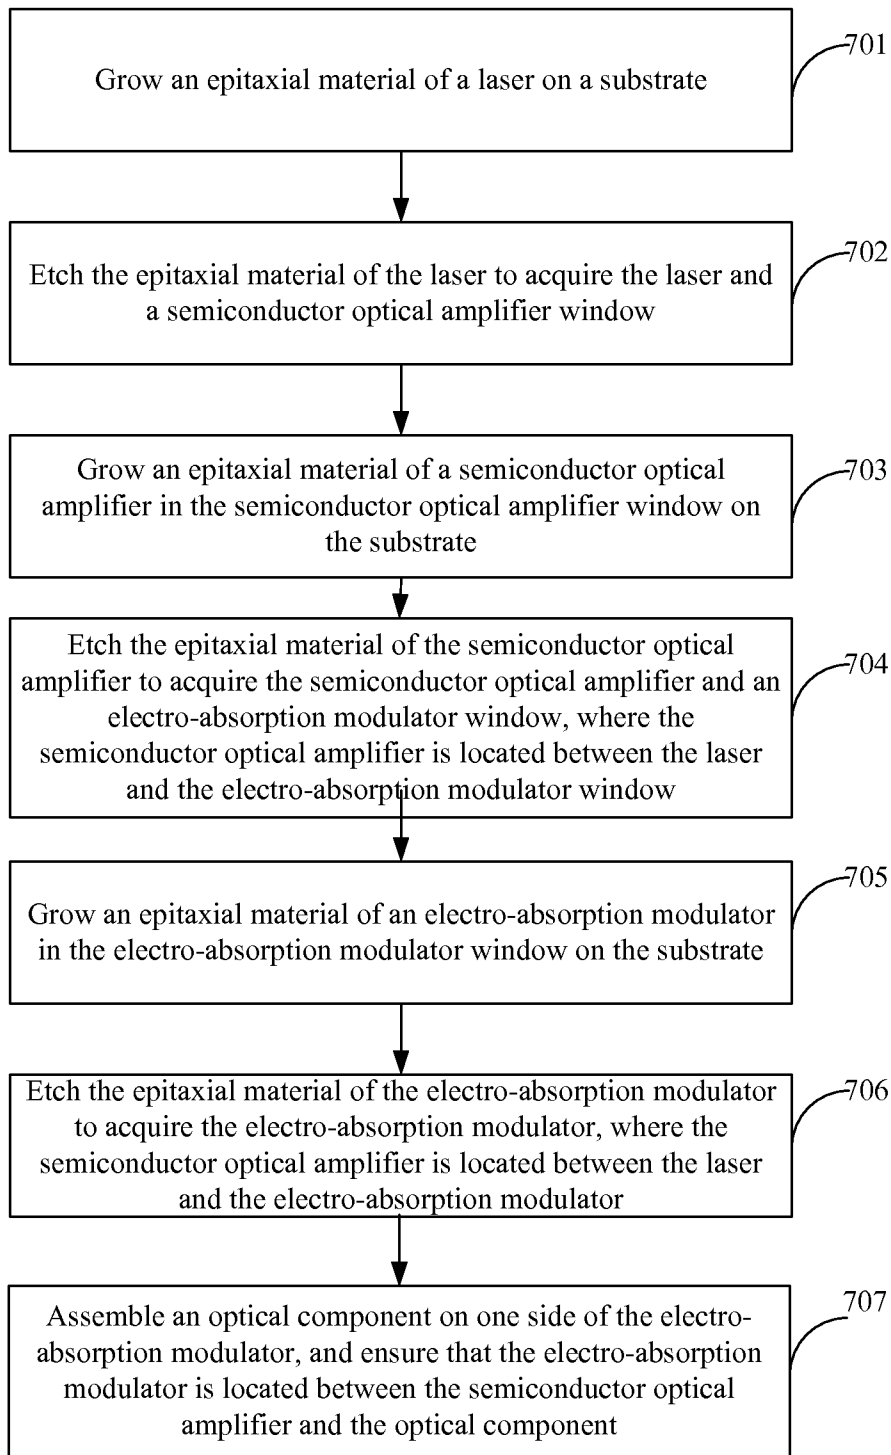 Grow an epitaxial material of a laser on a substrate
701
Etch the epitaxial material of the laser to acquire the laser and
a semiconductor optical amplifier window
702
Grow an epitaxial material of a semiconductor optical
amplifier in the semiconductor optical amplifier window on
the substrate
703
Etch the epitaxial material of the semiconductor optical
amplifier to acquire the semiconductor optical amplifier and an
electro-absorption modulator window, where the
semiconductor optical amplifier is located between the laser
and the electro-absorption modulator window
704
Grow an epitaxial material of an electro-absorption modulator
in the electro-absorption modulator window on the substrate
705
Etch the epitaxial material of the electro-absorption modulator
to acquire the electro-absorption modulator, where the
semiconductor optical amplifier is located between the laser
and the electro-absorption modulator
706
Assemble an optical component on one side of the electro-
absorption modulator, and ensure that the electro-absorption
modulator is located between the semiconductor optical
amplifier and the optical component
707